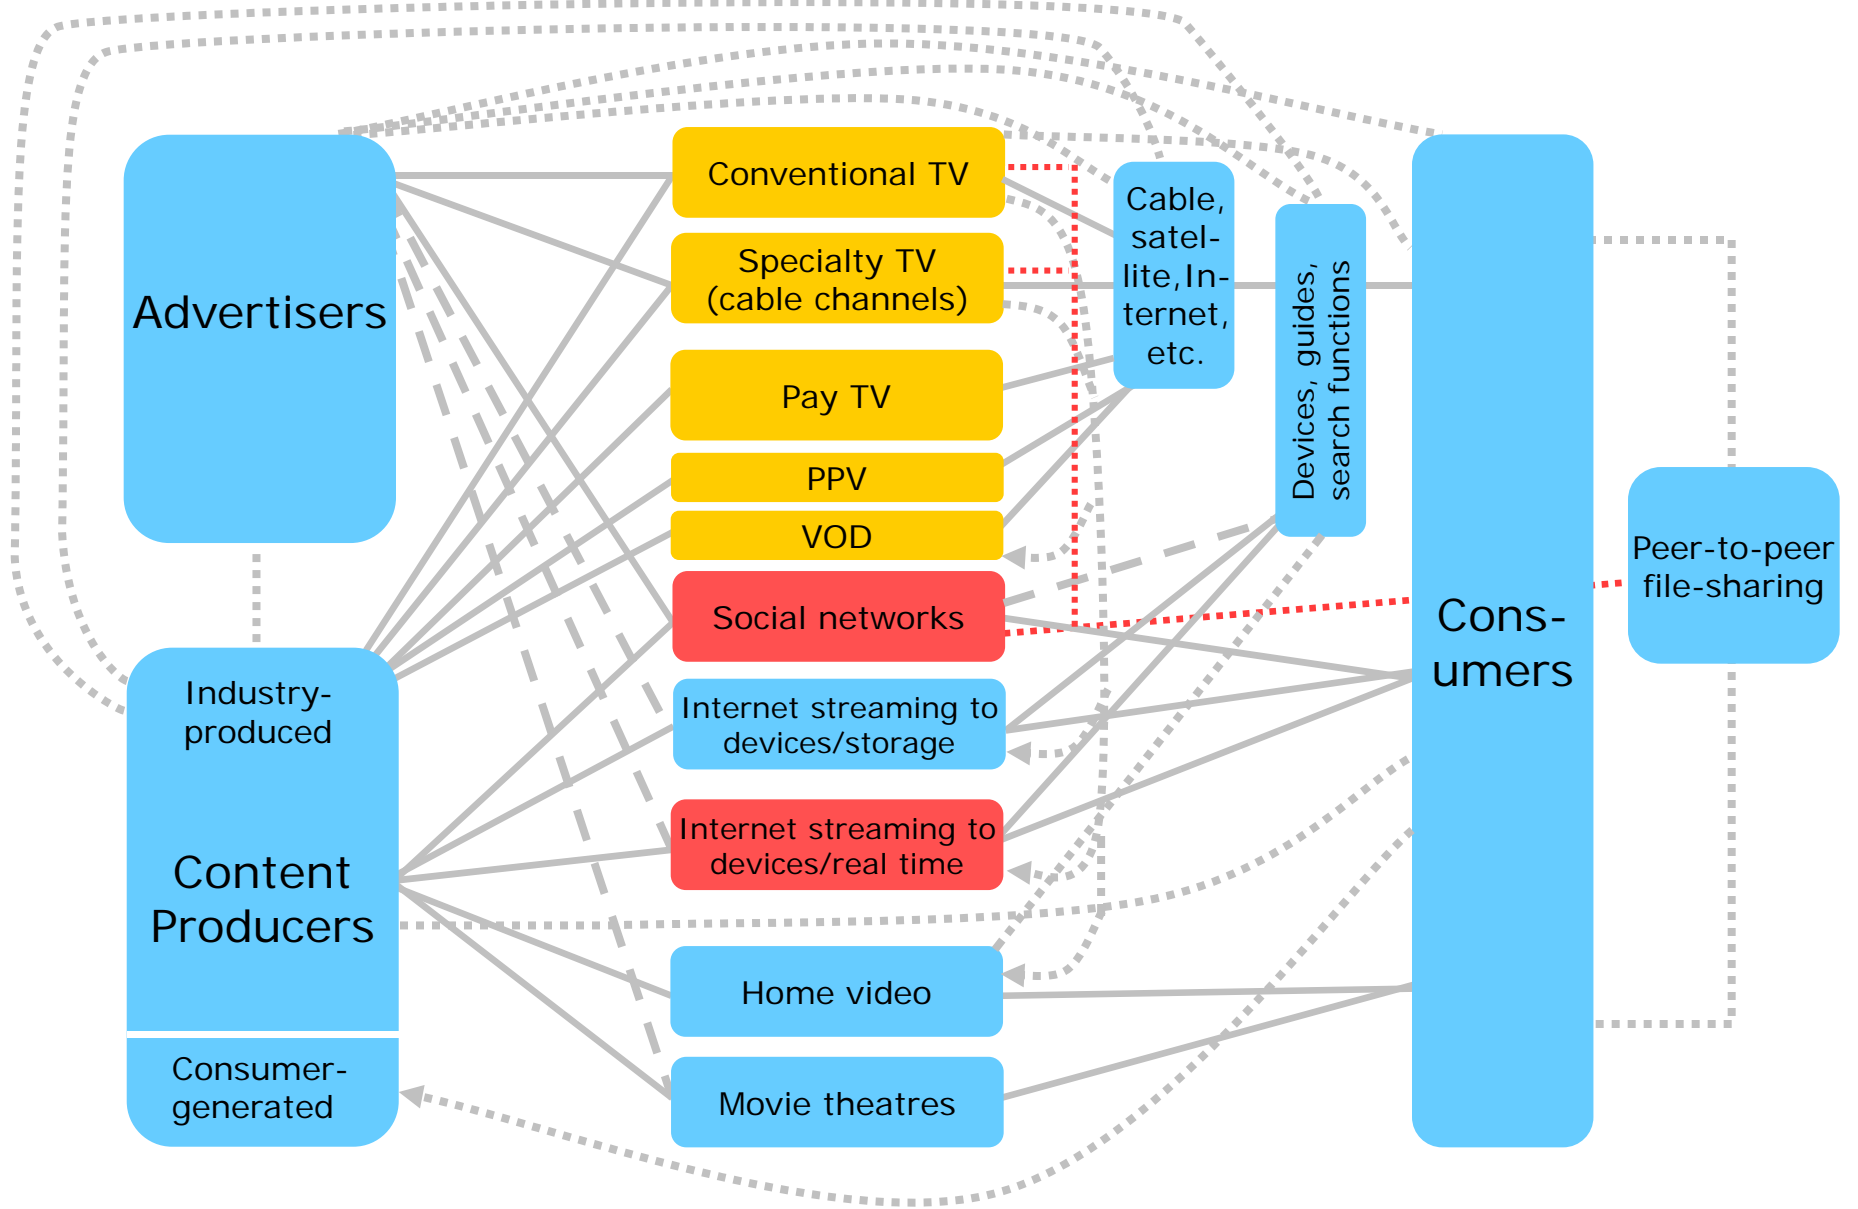 Advertisers
Industry-
produced
Content
Producers
Consumer-
generated
Conventional TV
Specialty TV
(cable channels)
Pay TV
PPV
VOD
Social networks
Internet streaming to
devices/storage
Internet streaming to
devices/real time
Home video
Movie theatres
Cable,
satel-
lite,In-
ternet,
etc.
Devices, guides,
search functions
Cons-
umers
Peer-to-peer
file-sharing